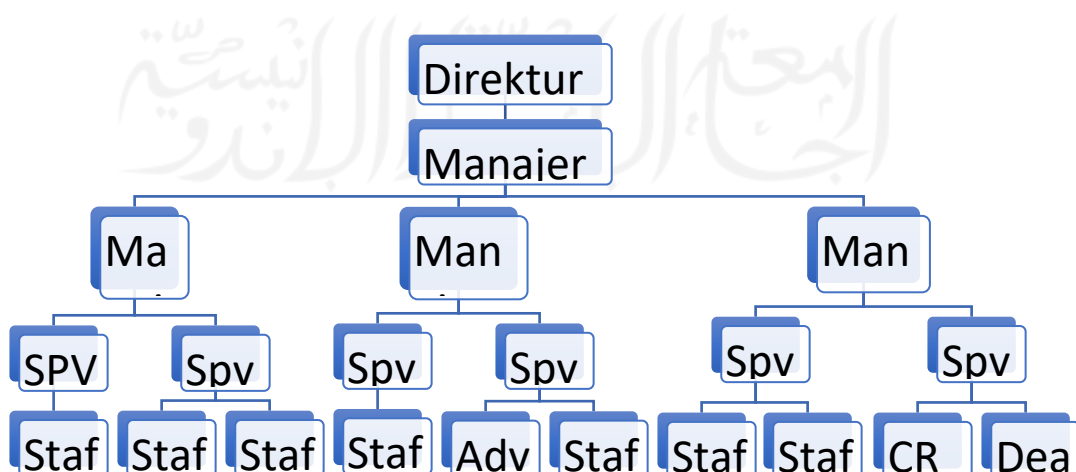 Direktur
Manajer
Ma
Man
Man
SPV
Spv
Spv
Spv
Spv
Spv
Staf
Staf
Staf
Staf
Adv
Staf
Staf
Staf
CR
Dea